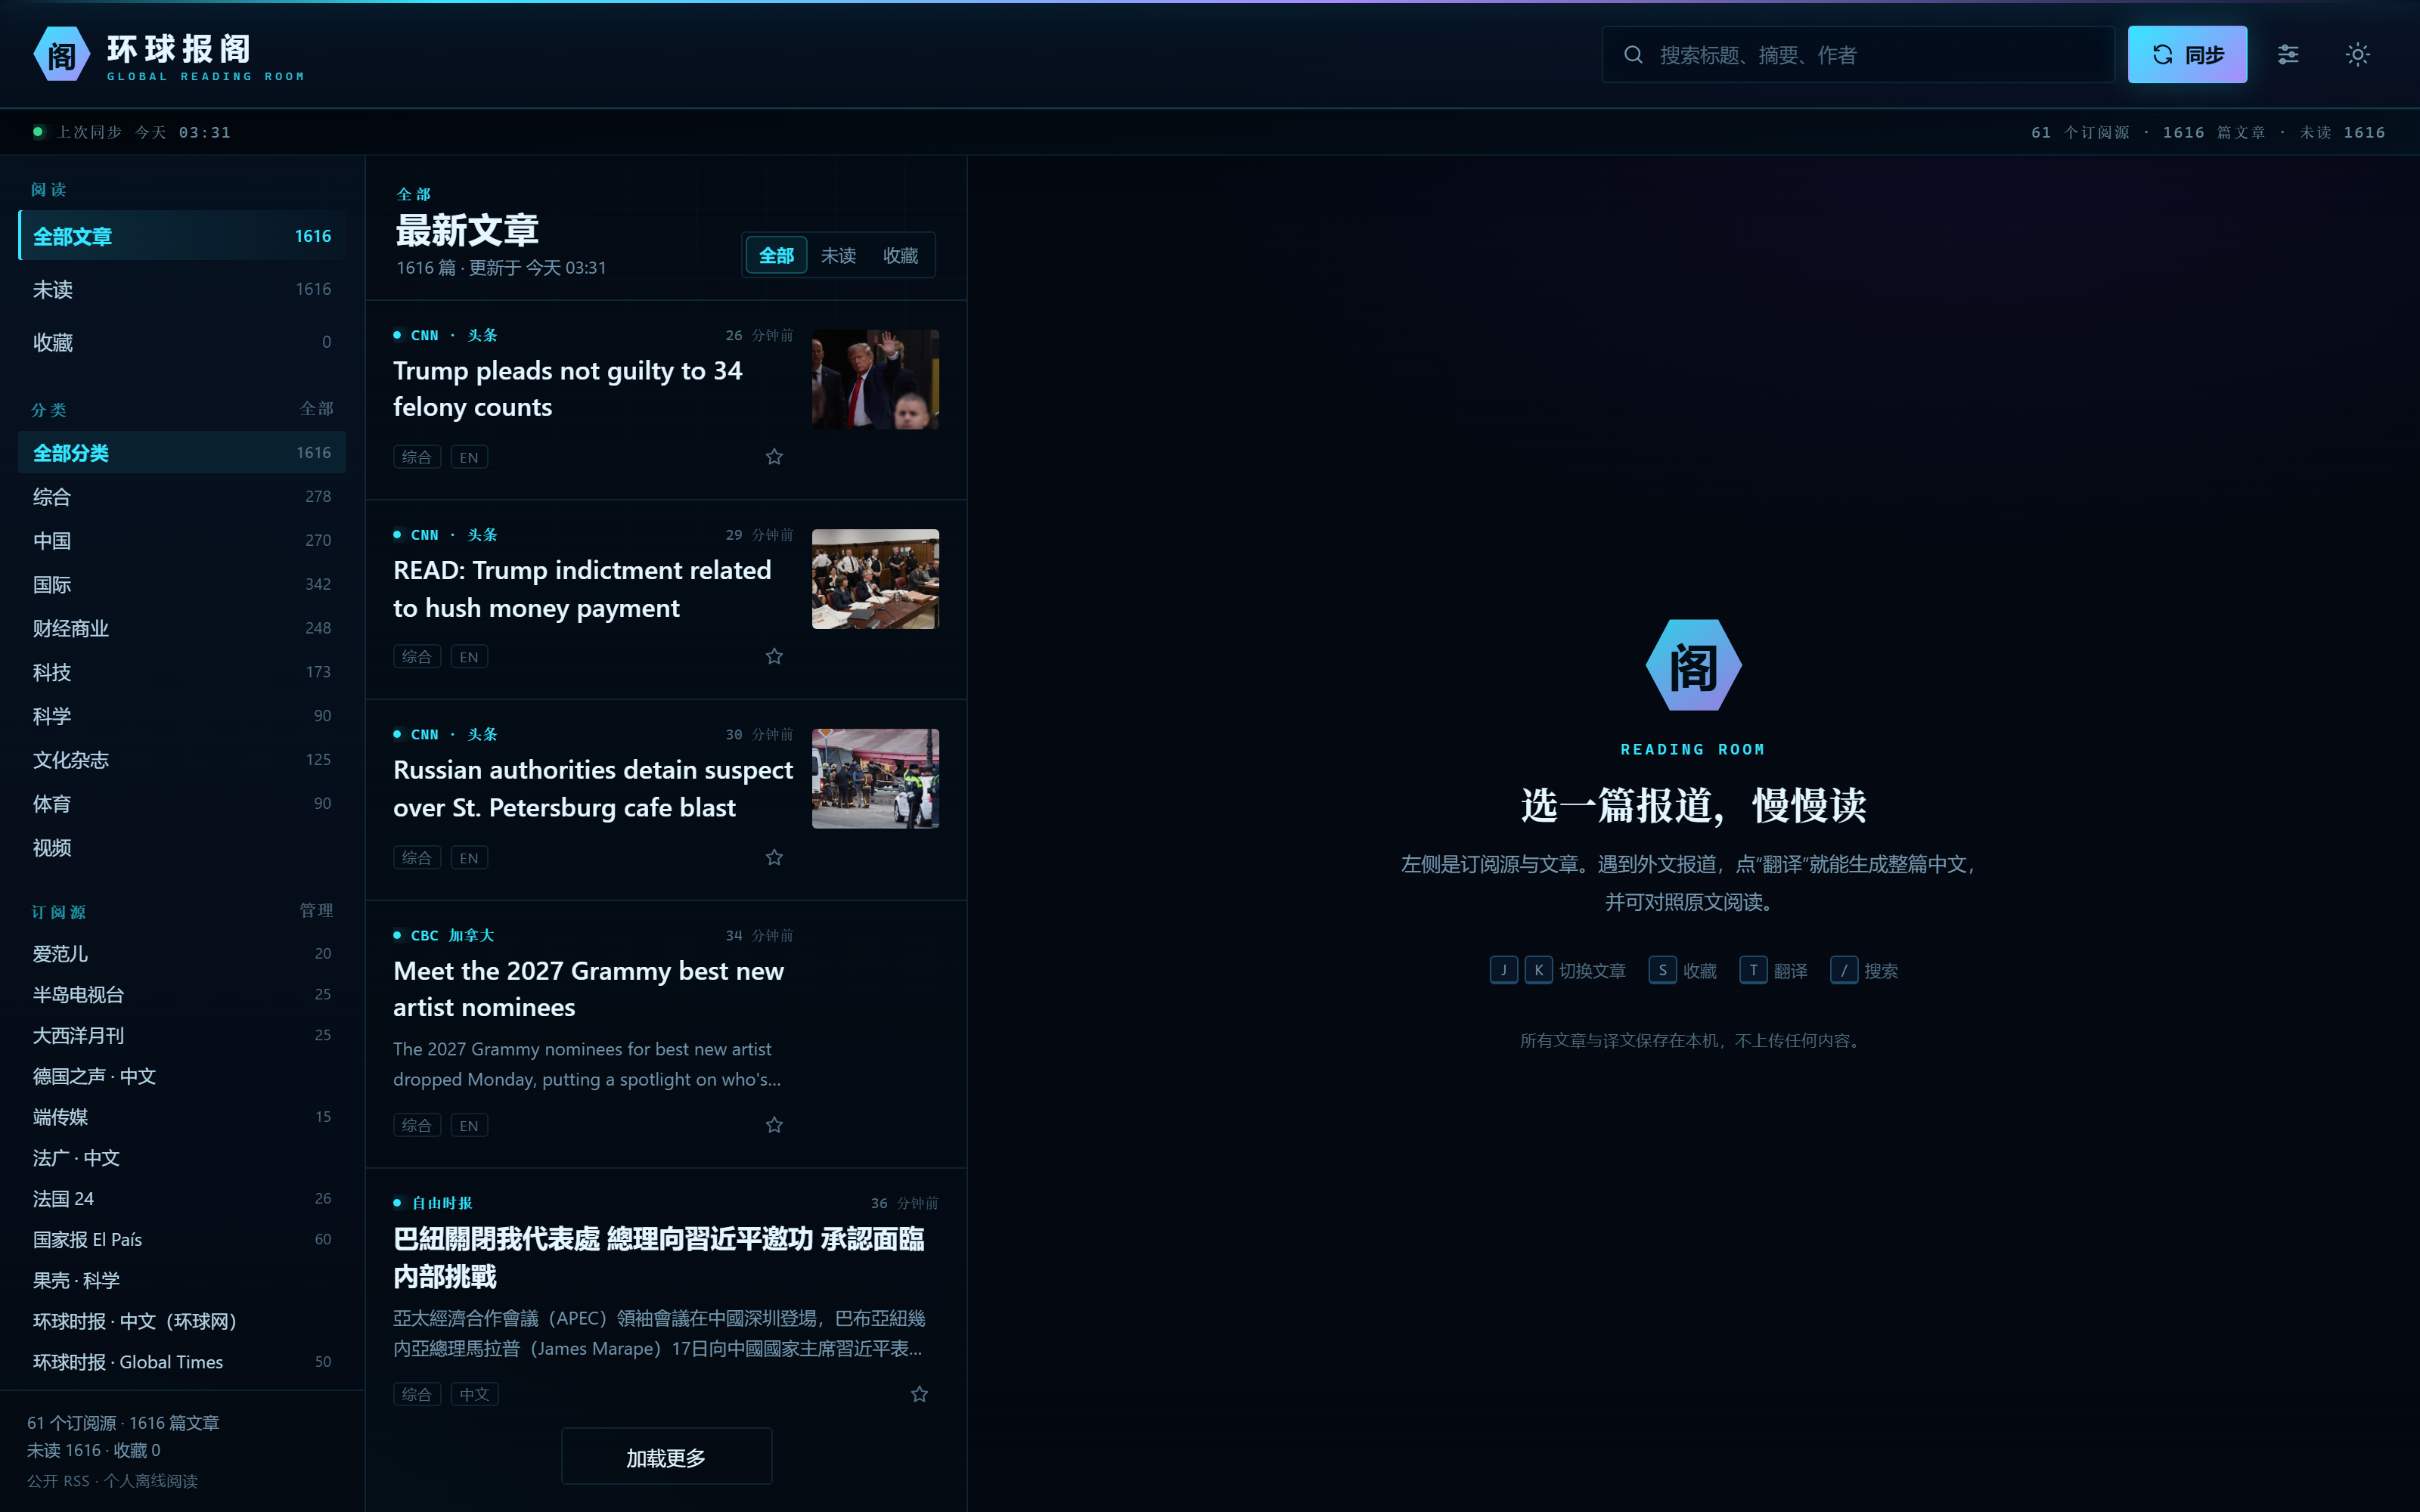 阁
环球报阁
GLOBAL READING ROOM
搜索标题、摘要、作者
同步
上次同步 今天 03:31
61 个订阅源 · 1616 篇文章 · 未读 1616
阅读
全部文章 1616
未读 1616
收藏 0
分类 全部
全部分类 1616
综合 278
中国 270
国际 342
财经商业 248
科技 173
科学 90
文化杂志 125
体育 90
视频
订阅源 管理
爱范儿 20
半岛电视台 25
大西洋月刊 25
德国之声 · 中文
端传媒 15
法广 · 中文
法国 24 26
国家报 El País 60
果壳 · 科学
环球时报 · 中文（环球网）
环球时报 · Global Times 50
61 个订阅源 · 1616 篇文章
未读 1616 · 收藏 0
公开 RSS · 个人离线阅读
全部
最新文章
1616 篇 · 更新于 今天 03:31
全部 未读 收藏
CNN · 头条 26 分钟前
Trump pleads not guilty to 34
felony counts
综合 EN
CNN · 头条 29 分钟前
READ: Trump indictment related
to hush money payment
综合 EN
CNN · 头条 30 分钟前
Russian authorities detain suspect
over St. Petersburg cafe blast
综合 EN
CBC 加拿大 34 分钟前
Meet the 2027 Grammy best new
artist nominees
The 2027 Grammy nominees for best new artist
dropped Monday, putting a spotlight on who's...
综合 EN
自由时报 36 分钟前
巴紐關閉我代表處 總理向習近平邀功 承認面臨
內部挑戰
亞太經濟合作會議（APEC）領袖會議在中國深圳登場，巴布亞紐幾
內亞總理馬拉普（James Marape）17日向中國國家主席習近平表...
综合 中文
加载更多
阁
READING ROOM
选一篇报道，慢慢读
左侧是订阅源与文章。遇到外文报道，点“翻译”就能生成整篇中文，
并可对照原文阅读。
J K 切换文章 S 收藏 T 翻译 / 搜索
所有文章与译文保存在本机，不上传任何内容。